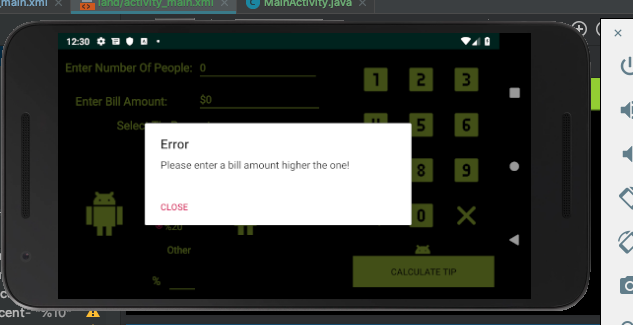 _main.xml
land/activity_main.xml
MainActivity.java
12:30
Enter Number Of People: 0
1 2 3
Enter Bill Amount: $0
5 6
Error
Please enter a bill amount higher the one!
8 9
CLOSE
0
%20
Other
%
CALCULATE TIP
cent- "%10"